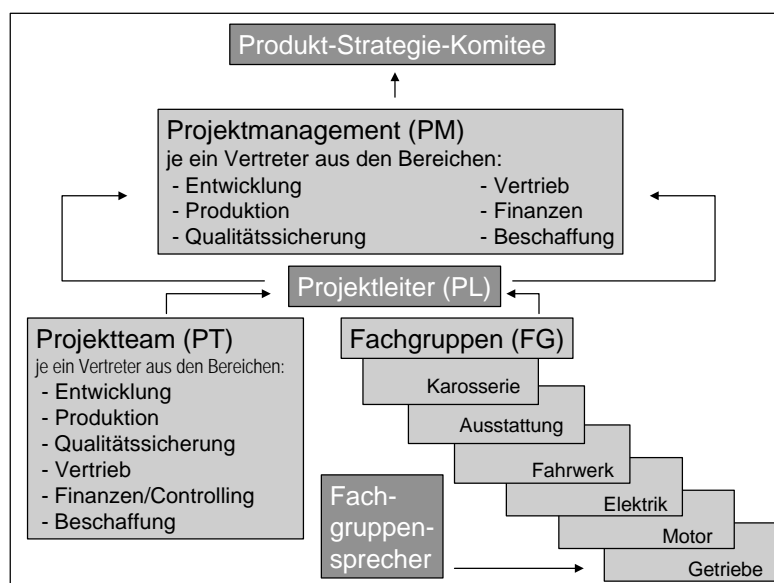 Produkt-Strategie-Komitee
Projektmanagement (PM)
je ein Vertreter aus den Bereichen:
- Entwicklung
- Produktion
- Qualitätssicherung
- Vertrieb
- Finanzen
- Beschaffung
Projektleiter (PL)
Projektteam (PT)
je ein Vertreter aus den Bereichen:
- Entwicklung
- Produktion
- Qualitätssicherung
- Vertrieb
- Finanzen/Controlling
- Beschaffung
Fachgruppen (FG)
Karosserie
Ausstattung
Fahrwerk
Elektrik
Motor
Getriebe
Fach-
gruppen-
sprecher